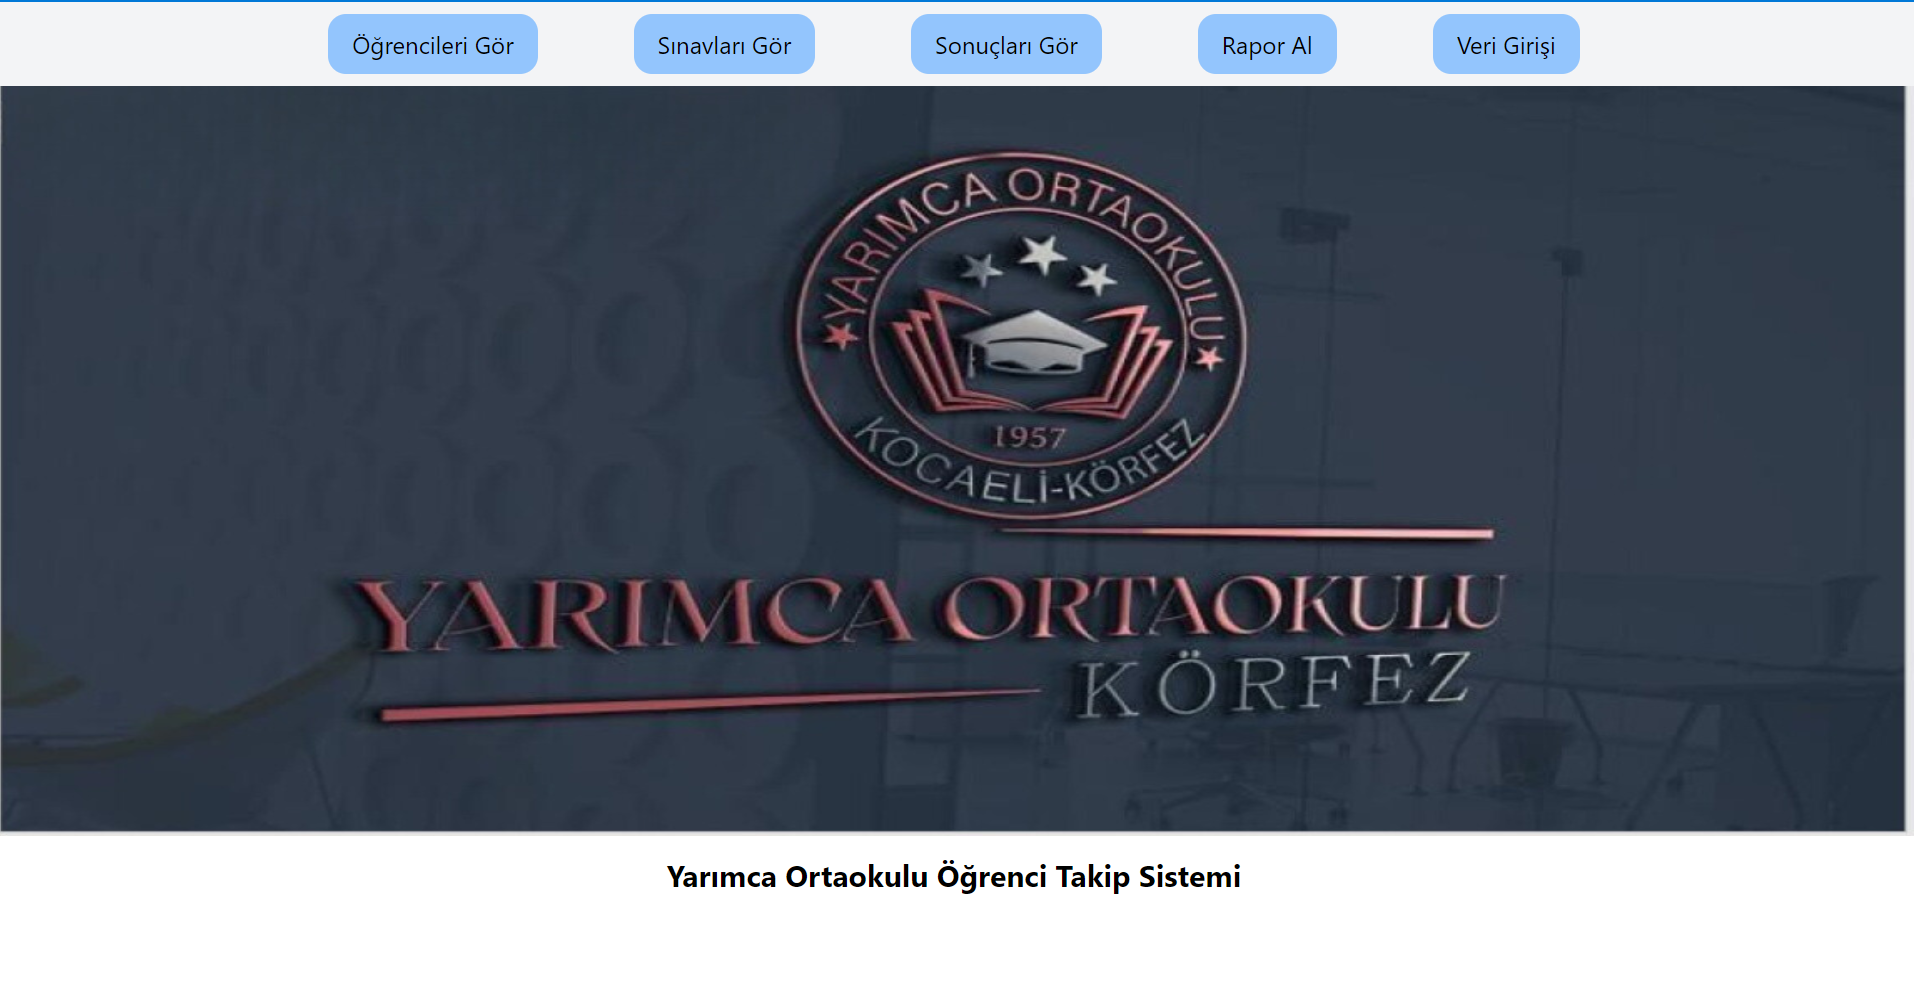 Öğrencileri Gör
Sınavları Gör
Sonuçları Gör
Rapor Al
Veri Girişi
YARIMCA ORTAOKULU
1957
KOCAELİ-KÖRFEZ
YARIMCA ORTAOKULU
KÖRFEZ
Yarımca Ortaokulu Öğrenci Takip Sistemi